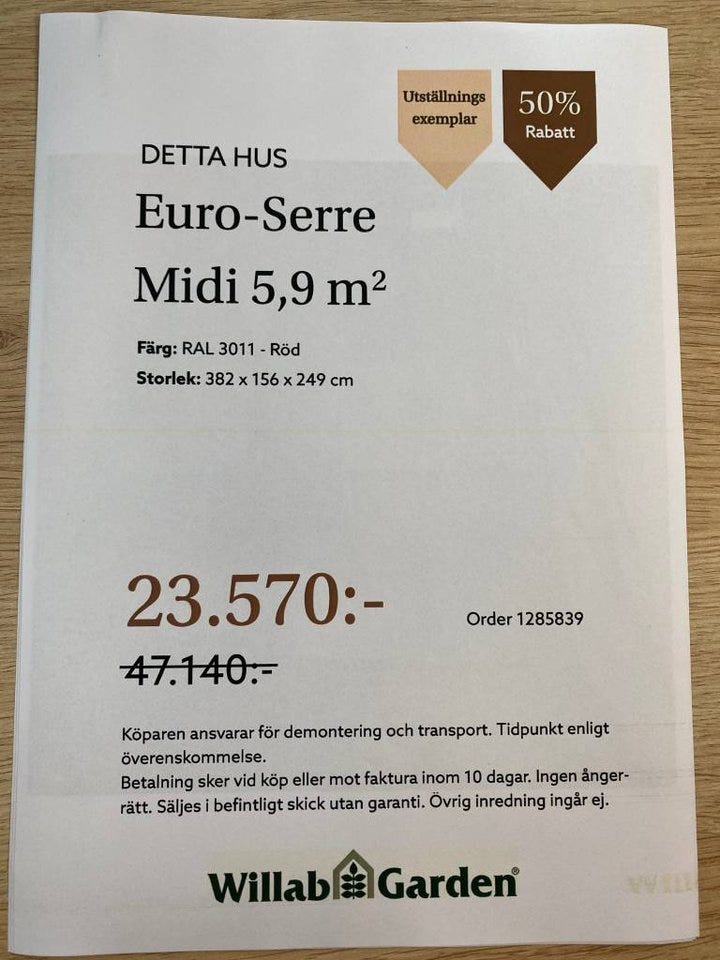 Utställnings
exemplar
50%
Rabatt
DETTA HUS
Euro-Serre
Midi 5,9 m²
Färg: RAL 3011 - Röd
Storlek: 382 x 156 x 249 cm
23.570:-
Order 1285839
47.140:-
Köparen ansvarar för demontering och transport. Tidpunkt enligt
överenskommelse.
Betalning sker vid köp eller mot faktura inom 10 dagar. Ingen ånger-
rätt. Säljes i befintligt skick utan garanti. Övrig inredning ingår ej.
Willab Garden®